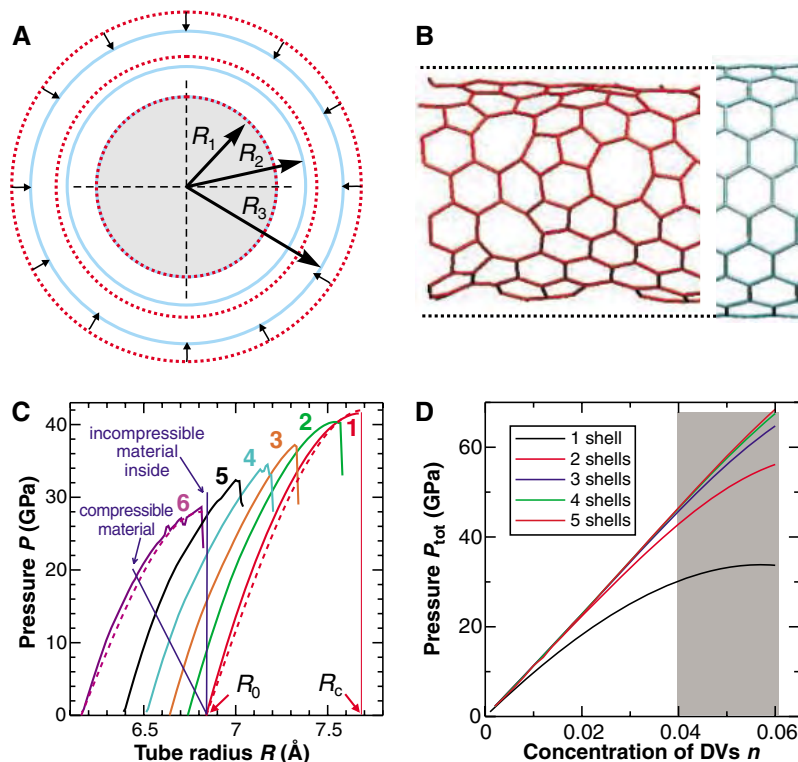 A
R1
R2
R3
B
C
40
30
20
10
0
Pressure P (GPa)
incompressible
material
inside
compressible
material
6
5
4
3
2
1
R0
Rc
6.5
7
7.5
Tube radius R (Å)
D
60
40
20
0
Pressure Ptot (GPa)
1 shell
2 shells
3 shells
4 shells
5 shells
0
0.02
0.04
0.06
Concentration of DVs n